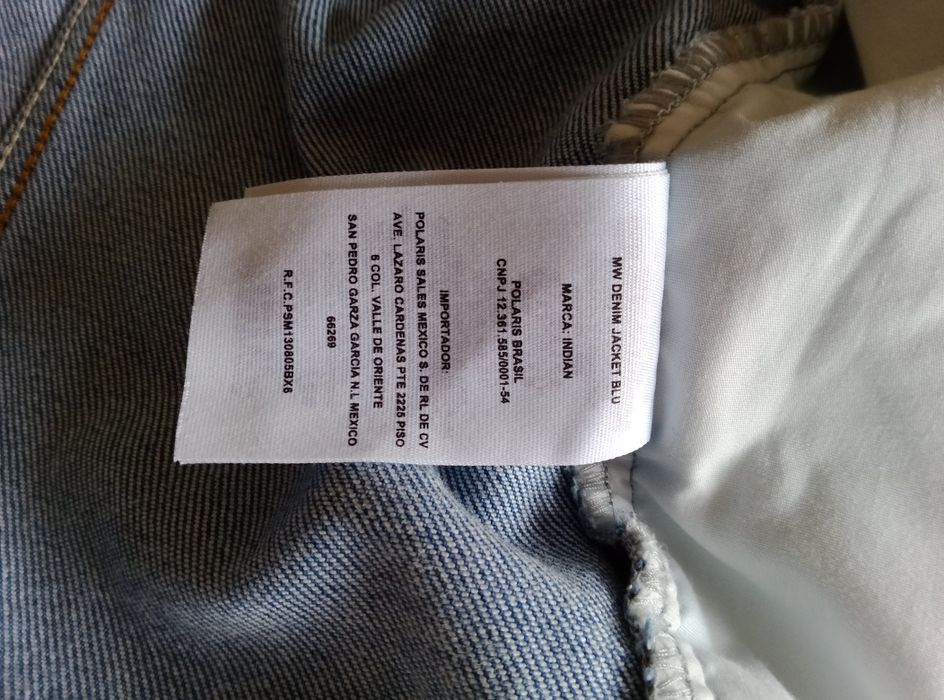 MW DENIM JACKET BLU
MARCA: INDIAN
POLARIS BRASIL
CNPJ 12.361.585/0001-54
IMPORTADOR:
POLARIS SALES MEXICO S. DE RL DE CV
AVE. LAZARO CARDENAS PTE 2225 PISO
6 COL. VALLE DE ORIENTE
SAN PEDRO GARZA GARCIA N.L MEXICO
66269
R.F.C.PSM130805BX6